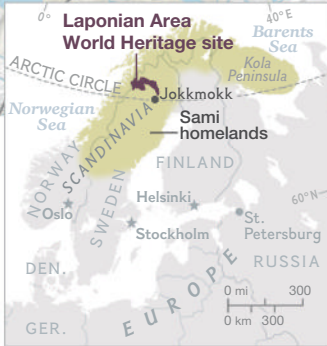 0°
40°E
Laponian Area
World Heritage site
Barents
Sea
Kola
Peninsula
ARCTIC CIRCLE
Jokkmokk
Norwegian
Sea
Sami
homelands
SCANDINAVIA
NORWAY
SWEDEN
FINLAND
Helsinki
60°N
Oslo
St.
Petersburg
Stockholm
RUSSIA
DEN.
EUROPE
0 mi 300
0 km 300
GER.